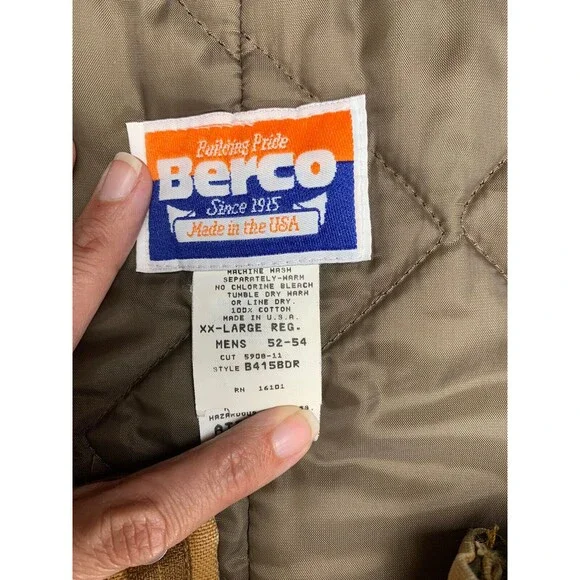 Building Pride
Berco
Since 1915
Made in the USA
MACHINE WASH
SEPARATELY-WARM
NO CHLORINE BLEACH
TUMBLE DRY WARM
OR LINE DRY.
100% COTTON
MADE IN U.S.A.
XX-LARGE REG.
MENS 52-54
CUT 5908-11
STYLE B415BDR
RN 16101